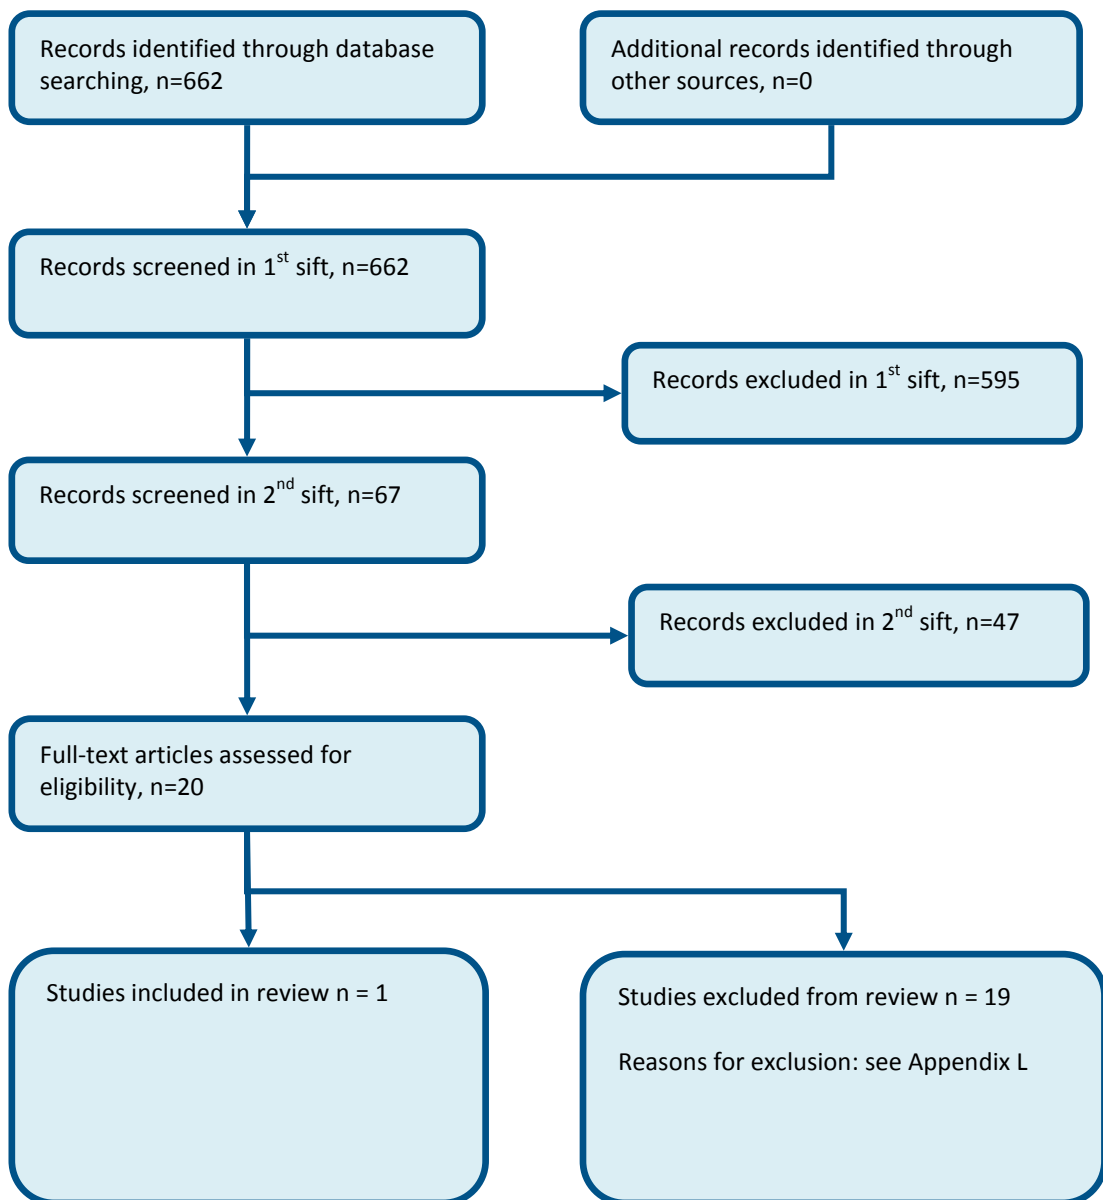 Records identified through database
searching, n=662
Additional records identified through
other sources, n=0
Records screened in 1st sift, n=662
Records excluded in 1st sift, n=595
Records screened in 2nd sift, n=67
Records excluded in 2nd sift, n=47
Full-text articles assessed for
eligibility, n=20
Studies included in review n = 1
Studies excluded from review n = 19
Reasons for exclusion: see Appendix L